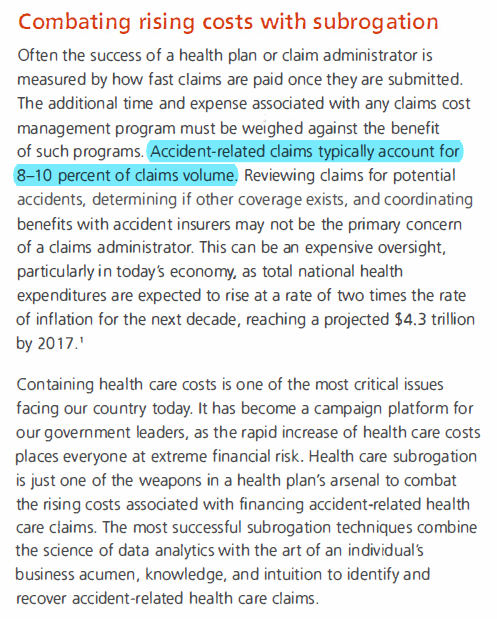 Combating rising costs with subrogation
Often the success of a health plan or claim administrator is
measured by how fast claims are paid once they are submitted.
The additional time and expense associated with any claims cost
management program must be weighed against the benefit
of such programs. Accident-related claims typically account for
8–10 percent of claims volume. Reviewing claims for potential
accidents, determining if other coverage exists, and coordinating
benefits with accident insurers may not be the primary concern
of a claims administrator. This can be an expensive oversight,
particularly in today’s economy, as total national health
expenditures are expected to rise at a rate of two times the rate
of inflation for the next decade, reaching a projected $4.3 trillion
by 2017.¹
Containing health care costs is one of the most critical issues
facing our country today. It has become a campaign platform for
our government leaders, as the rapid increase of health care costs
places everyone at extreme financial risk. Health care subrogation
is just one of the weapons in a health plan’s arsenal to combat
the rising costs associated with financing accident-related health
care claims. The most successful subrogation techniques combine
the science of data analytics with the art of an individual’s
business acumen, knowledge, and intuition to identify and
recover accident-related health care claims.